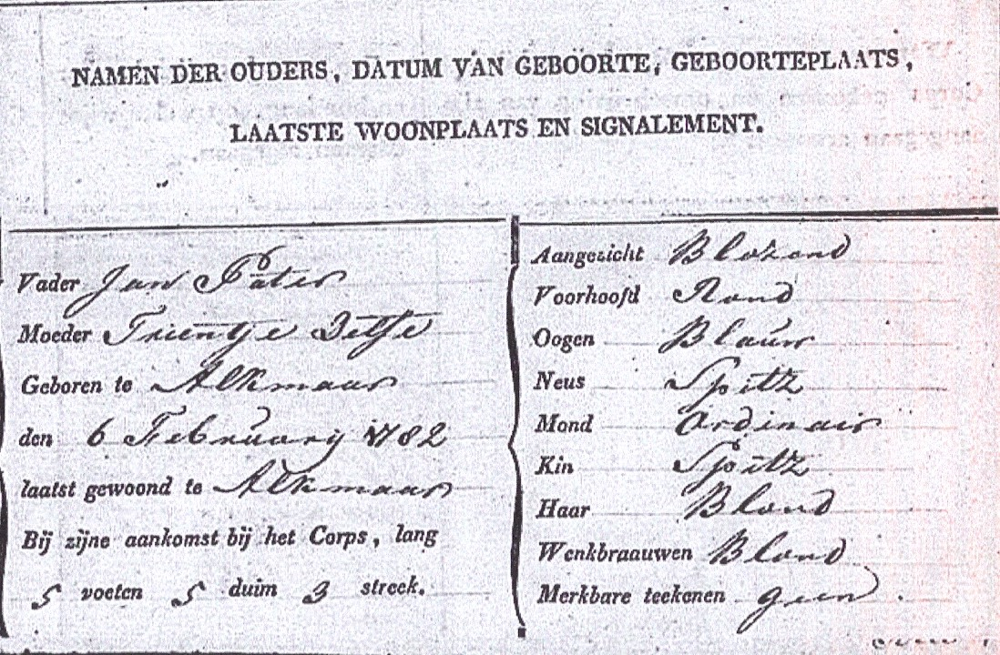 NAMEN DER OUDERS, DATUM VAN GEBOORTE, GEBOORTEPLAATS,
LAATSTE WOONPLAATS EN SIGNALEMENT.
Vader Jan Pater
Moeder Trientje
Geboren te Alkmaar
den 6 Februarij 1782
laatst gewoond te Alkmaar
Bij zijne aankomst bij het Corps, lang
5 voeten 5 duim 3 streek.
Aangezicht Blozend
Voorhoofd Rond
Oogen Blauw
Neus Spitz
Mond Ordinair
Kin Spitz
Haar Blond
Wenkbraauwen Blond
Merkbare teekenen geen.